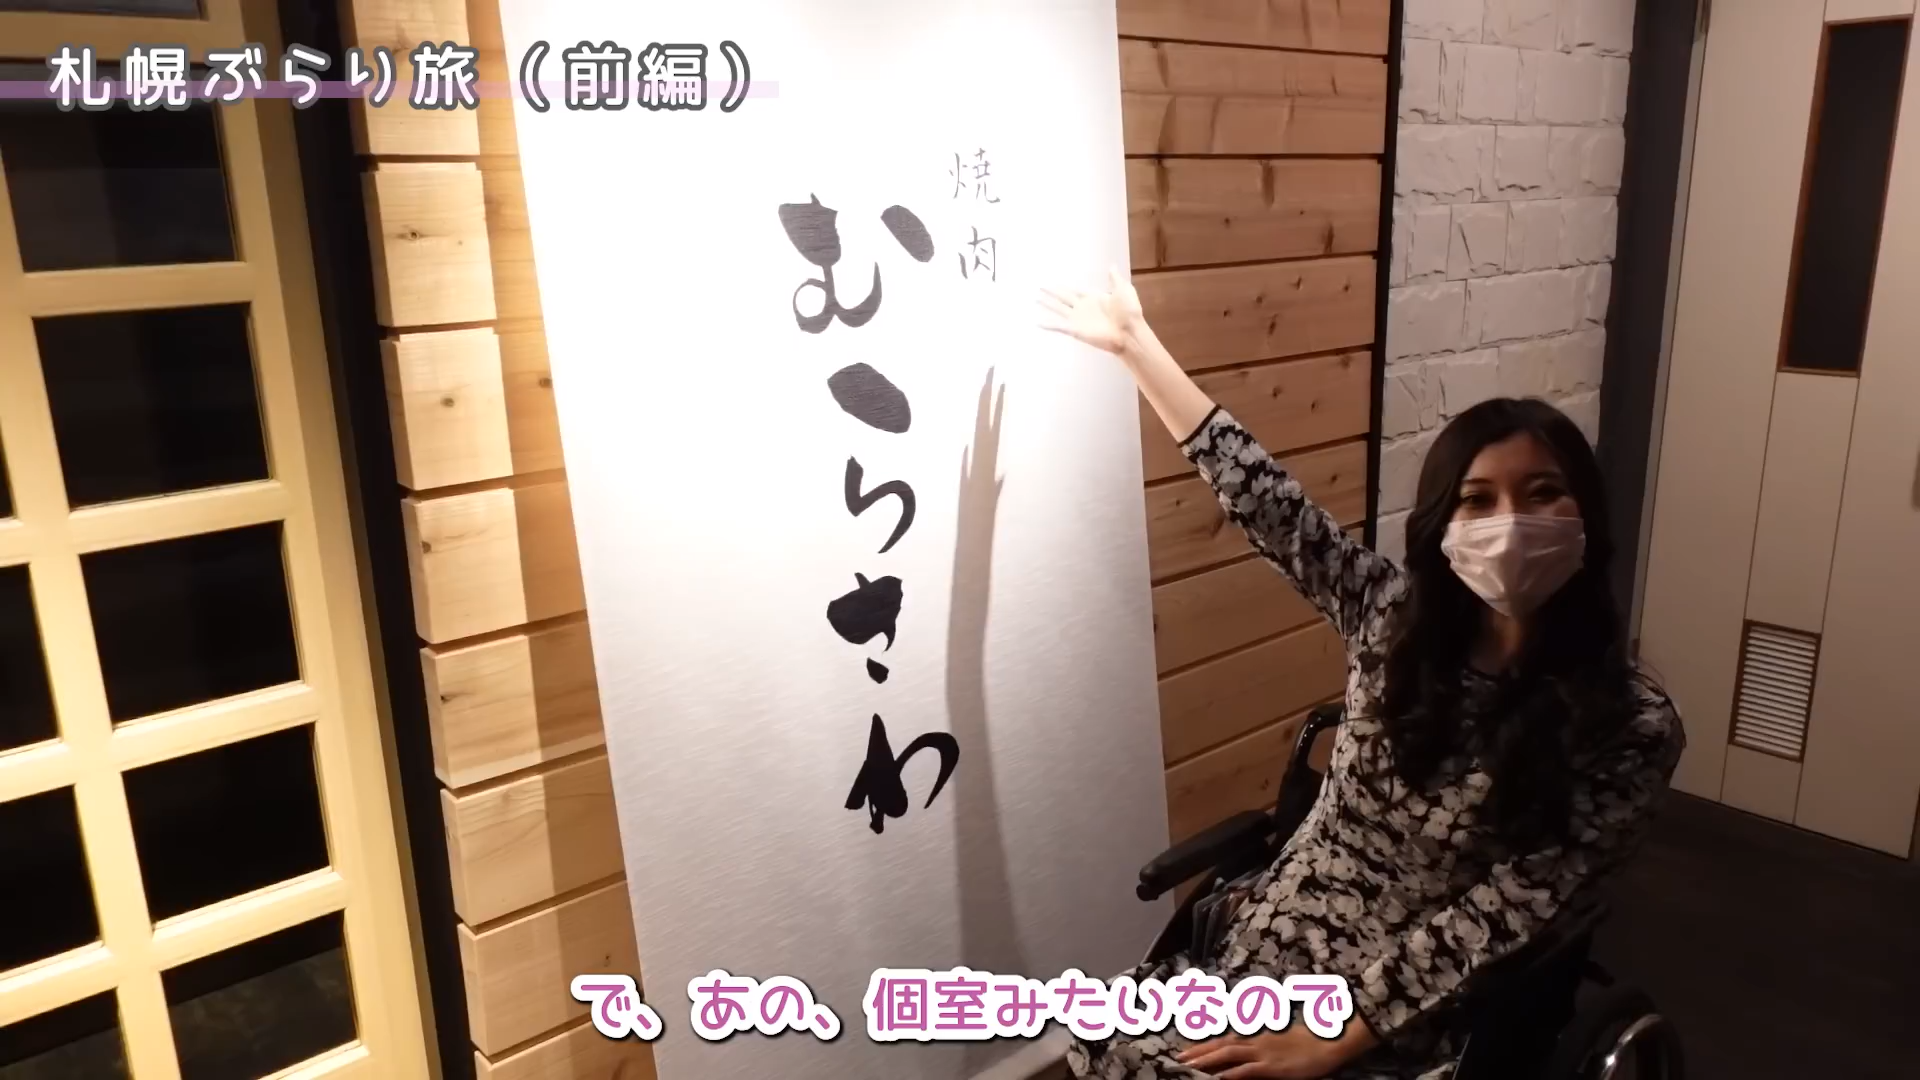 札幌ぶらり旅（前編）
焼肉
むらさわ
で、あの、個室みたいなので